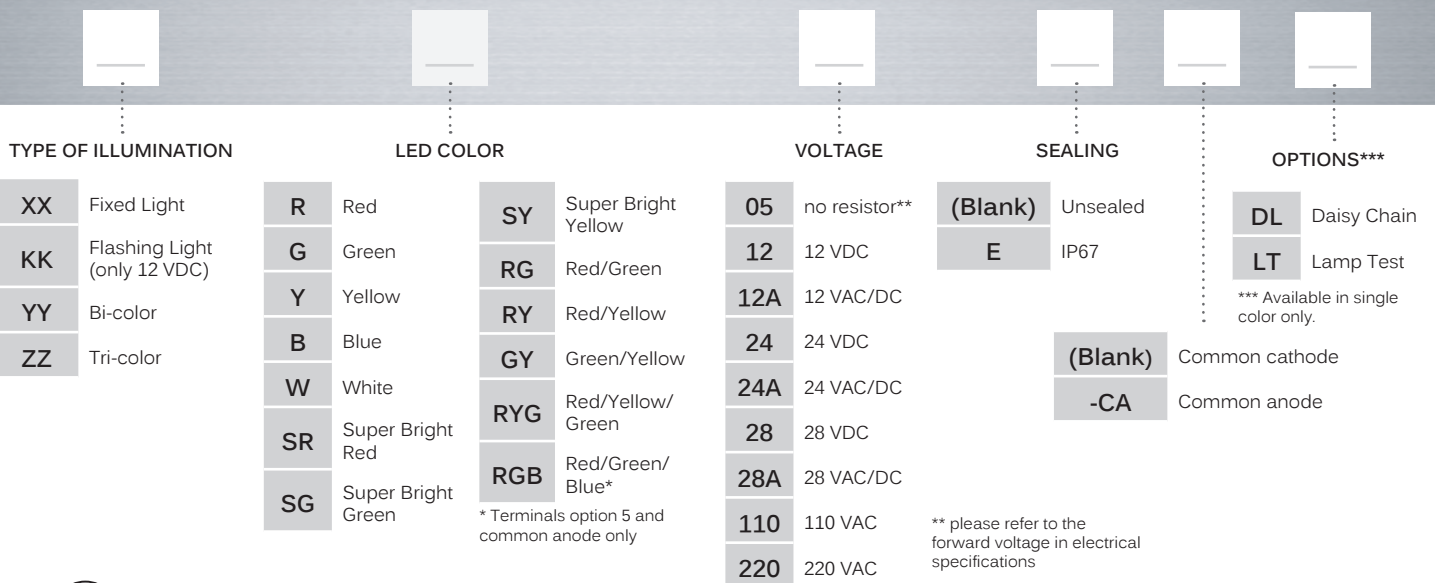 TYPE OF ILLUMINATION
XX Fixed Light
KK Flashing Light
(only 12 VDC)
YY Bi-color
ZZ Tri-color
LED COLOR
R Red
G Green
Y Yellow
B Blue
W White
SR Super Bright
Red
SG Super Bright
Green
SY Super Bright
Yellow
RG Red/Green
RY Red/Yellow
GY Green/Yellow
RYG Red/Yellow/
Green
RGB Red/Green/
Blue*
* Terminals option 5 and
common anode only
VOLTAGE
05 no resistor**
12 12 VDC
12A 12 VAC/DC
24 24 VDC
24A 24 VAC/DC
28 28 VDC
28A 28 VAC/DC
110 110 VAC
220 220 VAC
** please refer to the
forward voltage in electrical
specifications
SEALING
(Blank) Unsealed
E IP67
(Blank) Common cathode
-CA Common anode
OPTIONS***
DL Daisy Chain
LT Lamp Test
*** Available in single
color only.